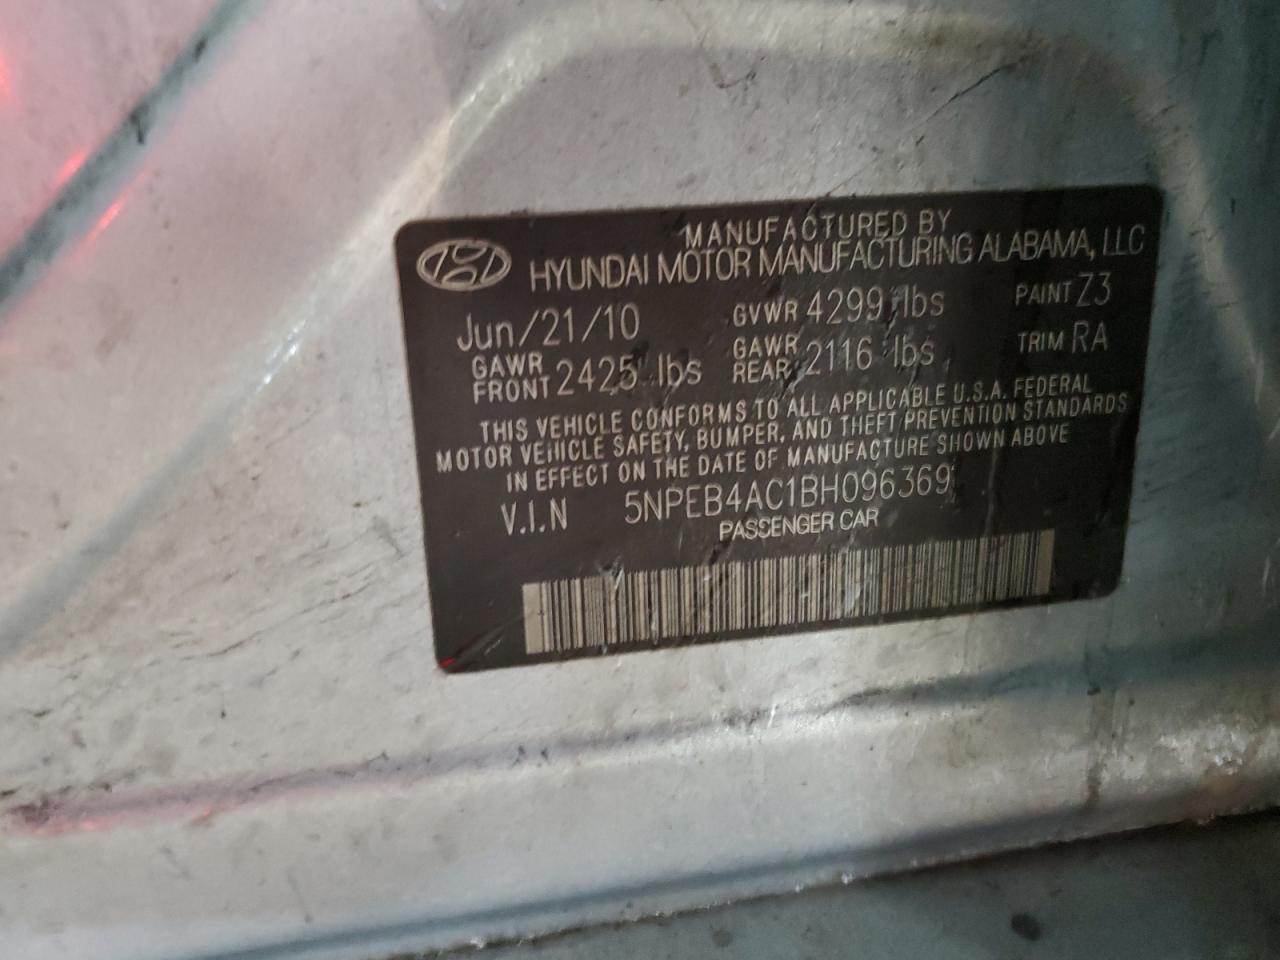 MANUFACTURED BY
HYUNDAI MOTOR MANUFACTURING ALABAMA, LLC
Jun/21/10 GVWR 4299 lbs PAINT Z3
GAWR FRONT 2425 lbs GAWR REAR 2116 lbs TRIM RA
THIS VEHICLE CONFORMS TO ALL APPLICABLE U.S.A. FEDERAL
MOTOR VEHICLE SAFETY, BUMPER, AND THEFT PREVENTION STANDARDS
IN EFFECT ON THE DATE OF MANUFACTURE SHOWN ABOVE
V.I.N 5NPEB4AC1BH096369
PASSENGER CAR